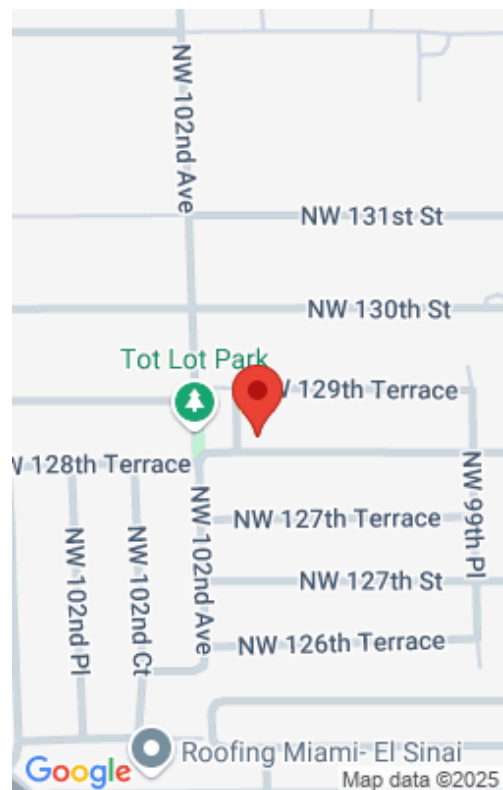 NW 102nd Ave
NW 131st St
NW 130th St
Tot Lot Park
W 129th Terrace
W 128th Terrace
NW 102nd Ave
NW 127th Terrace
NW 99th Pl
NW 102nd Pl
NW 102nd Ct
NW 127th St
NW 126th Terrace
Roofing Miami- El Sinai
Google
Map data ©2025